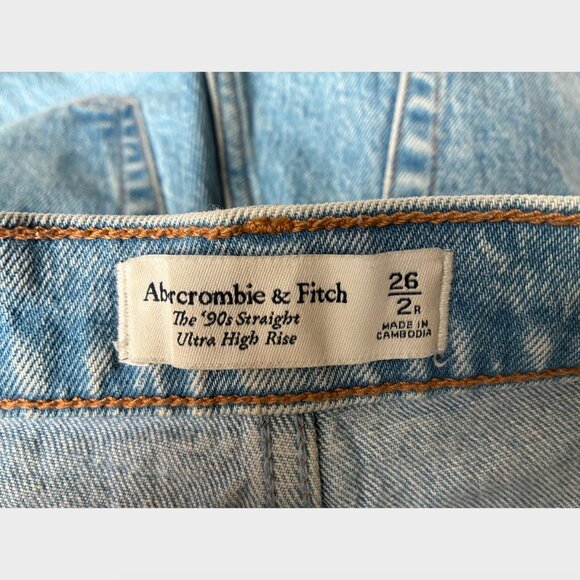 Abercrombie & Fitch
The '90s Straight
Ultra High Rise
26
2R
MADE IN
CAMBODIA